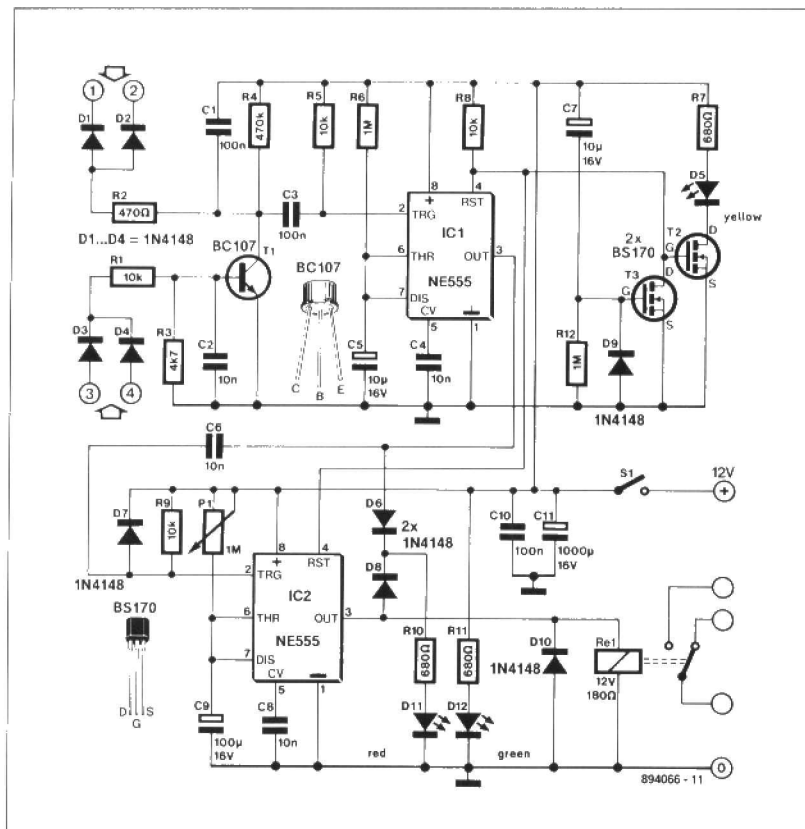 1
2
D1
D2
R2
470Ω
D1...D4 = 1N4148
R1
10k
D3
D4
3
4
R3
4k7
C1
100n
R4
470k
R5
10k
R6
1M
C3
100n
BC107
T1
C2
10n
BC107
C
B
E
C5
10µ
16V
8
+
4
RST
2
TRG
IC1
6
THR
OUT
3
7
DIS
NE555
CV
5
1
C4
10n
R8
10k
C7
10µ
16V
R7
680Ω
D5
yellow
2x
BS170
T2
G
D
S
T3
G
D
S
R12
1M
D9
1N4148
C6
10n
D7
1N4148
R9
10k
P1
1M
BS170
D
G
S
8
+
4
RST
2
TRG
IC2
6
THR
OUT
3
7
DIS
NE555
CV
5
1
C9
100µ
16V
C8
10n
D6
2x
1N4148
D8
R10
680Ω
R11
680Ω
D11
D12
red
green
C10
100n
C11
1000µ
16V
S1
12V
+
D10
1N4148
Re1
12V
180Ω
0
894066 - 11